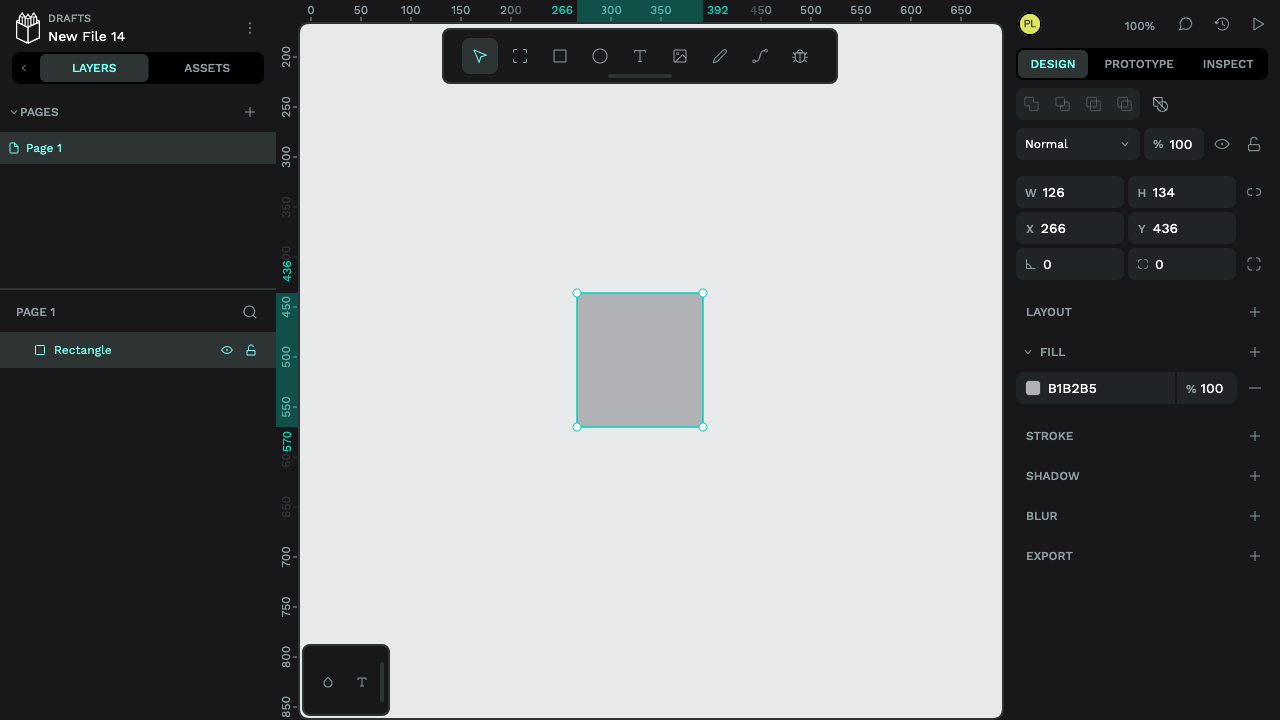 DRAFTS
New File 14
LAYERS
ASSETS
PAGES
Page 1
PAGE 1
Rectangle
0 50 100 150 200 266 300 350 392 450 500 550 600 650
200
250
300
350
436
450
500
550
570
650
700
750
800
850
PL
100%
DESIGN
PROTOTYPE
INSPECT
Normal
% 100
W 126
H 134
X 266
Y 436
0
0
LAYOUT
FILL
B1B2B5
% 100
STROKE
SHADOW
BLUR
EXPORT